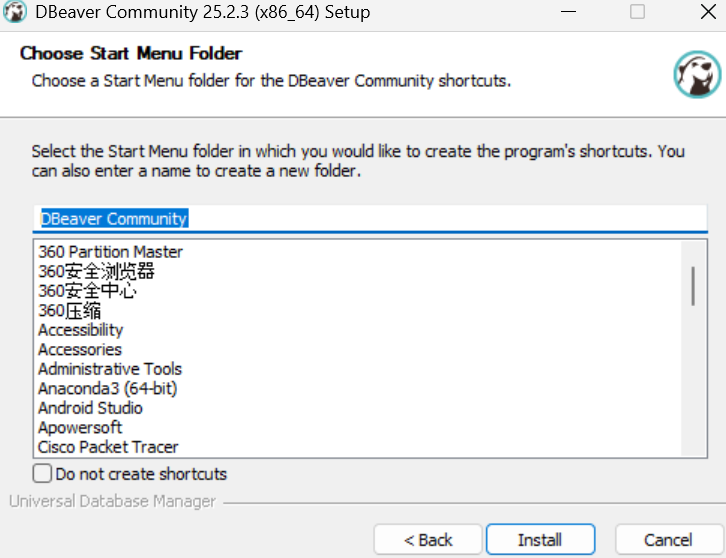 DBeaver Community 25.2.3 (x86_64) Setup
Choose Start Menu Folder
Choose a Start Menu folder for the DBeaver Community shortcuts.
Select the Start Menu folder in which you would like to create the program's shortcuts. You
can also enter a name to create a new folder.
DBeaver Community
360 Partition Master
360安全浏览器
360安全中心
360压缩
Accessibility
Accessories
Administrative Tools
Anaconda3 (64-bit)
Android Studio
Apowersoft
Cisco Packet Tracer
Do not create shortcuts
Universal Database Manager
< Back
Install
Cancel